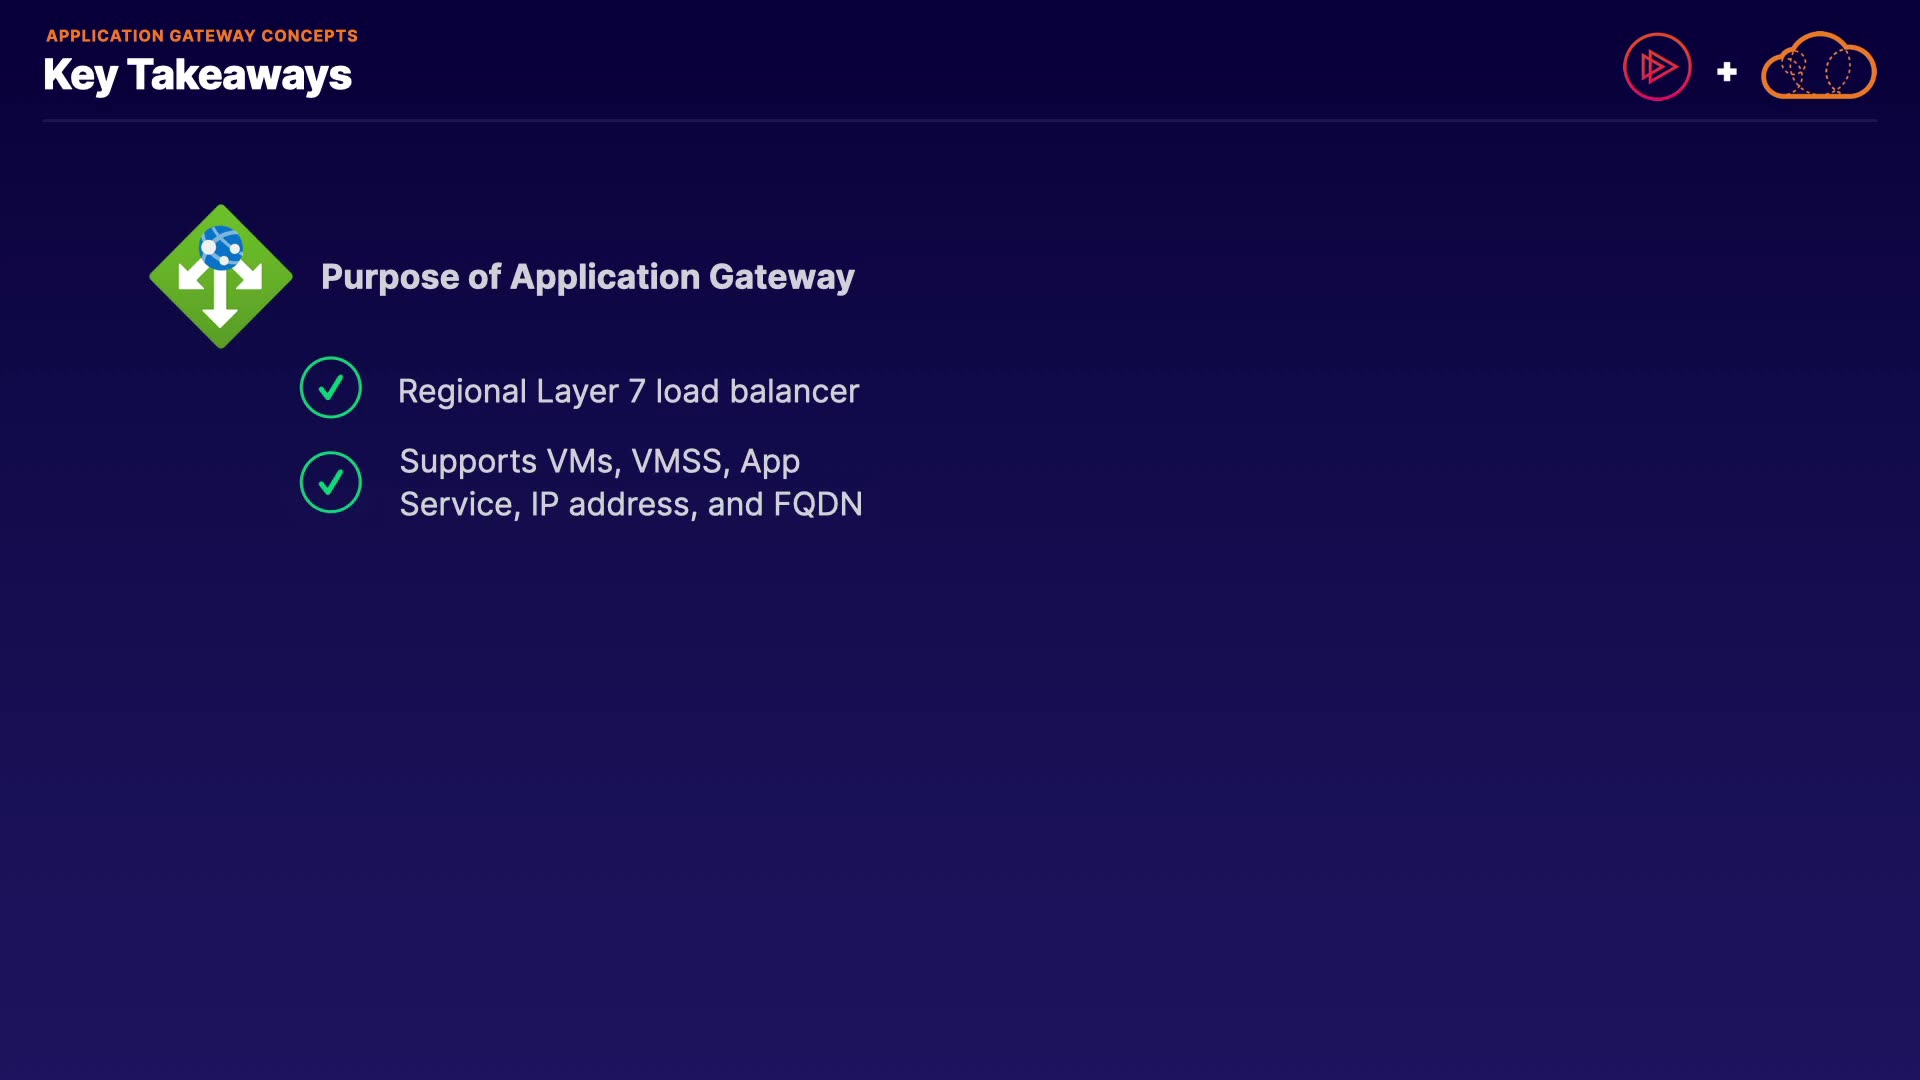 APPLICATION GATEWAY CONCEPTS
Key Takeaways
Purpose of Application Gateway
Regional Layer 7 load balancer
Supports VMs, VMSS, App
Service, IP address, and FQDN